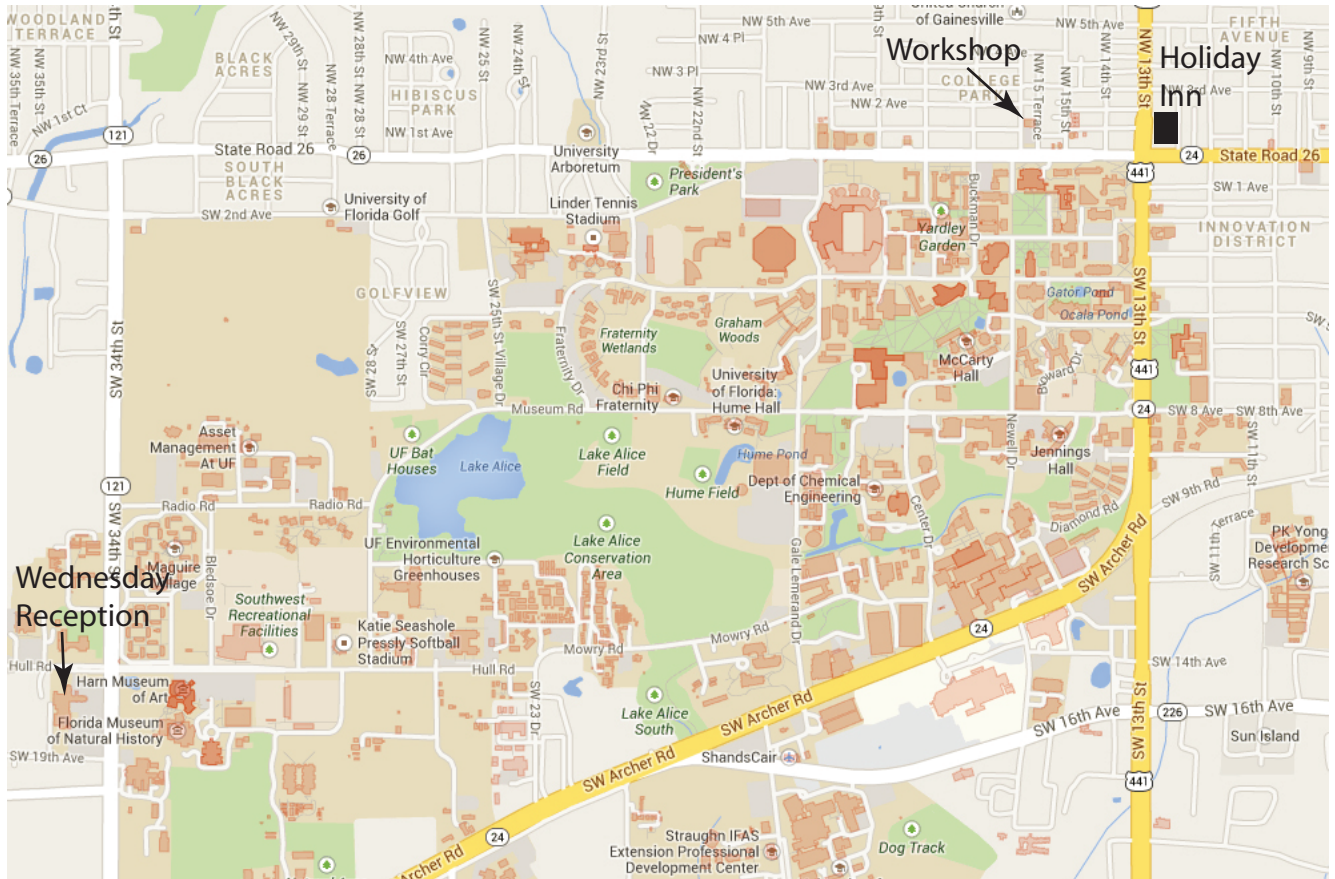 WOODLAND
TERRACE
NW 35th Terrace
NW 35th St
NW 1st Ct
26
121
BLACK
ACRES
NW 29th St
NW 29 St
NW 28 Terrace
NW 28th St
NW 28 St
NW 4th Ave
HIBISCUS
PARK
NW 1st Ave
NW 25 St
NW 24th St
NW 23rd St
NW 22 Dr
NW 22nd St
NW 4 Pl
NW 3 Pl
NW 5th Ave
NW 3rd Ave
NW 2 Ave
of Gainesville
NW 5th Ave
Workshop
COLLEGE
NW 15 Terrace
NW 15th St
NW 14th St
NW 13th St
Holiday
Inn
FIFTH
AVENUE
NW 10th St
NW 9th St
State Road 26
26
24
State Road 26
441
SW 1 Ave
SOUTH
BLACK
ACRES
SW 2nd Ave
University of
Florida Golf
University
Arboretum
Linder Tennis
Stadium
President's
Park
Yardley
Garden
Buckman Dr
INNOVATION
DISTRICT
GOLFVIEW
SW 34th St
SW 28 S
SW 27th St
Corry Cir
SW 25th St
Village Dr
Fraternity Dr
Fraternity
Wetlands
Graham
Woods
Gator Pond
Ocala Pond
SW 13th St
McCarty
Hall
Broward Dr
441
Chi Phi
Fraternity
University
of Florida:
Hume Hall
Museum Rd
24
SW 8 Ave
SW 8th Ave
Asset
Management
At UF
UF Bat
Houses
Lake Alice
Lake Alice
Field
Hume Pond
Hume Field
Dept of Chemical
Engineering
Newell Dr
Jennings
Hall
SW 11th St
SW 9th Rd
121
Radio Rd
Radio Rd
SW 34th St
Center Dr
Diamond Rd
SW 11th Terrace
PK Yong
Developmen
Research Sc
UF Environmental
Horticulture
Greenhouses
Lake Alice
Conservation
Area
Gale Lemerand Dr
SW Archer Rd
Wednesday
Reception
Maguire
Village
Bledsoe Dr
Southwest
Recreational
Facilities
Katie Seashole
Pressly Softball
Stadium
Mowry Rd
Mowry Rd
24
Hull Rd
Hull Rd
SW 14th Ave
Harn Museum
of Art
Florida Museum
of Natural History
SW 19th Ave
SW 23 Dr
Lake Alice
South
SW Archer Rd
SW 16th Ave
226
SW 16th Ave
SW 13th St
Sun Island
ShandsCair
SW Archer Rd
441
24
Archer Rd
Straughn IFAS
Extension Professional
Development Center
Dog Track